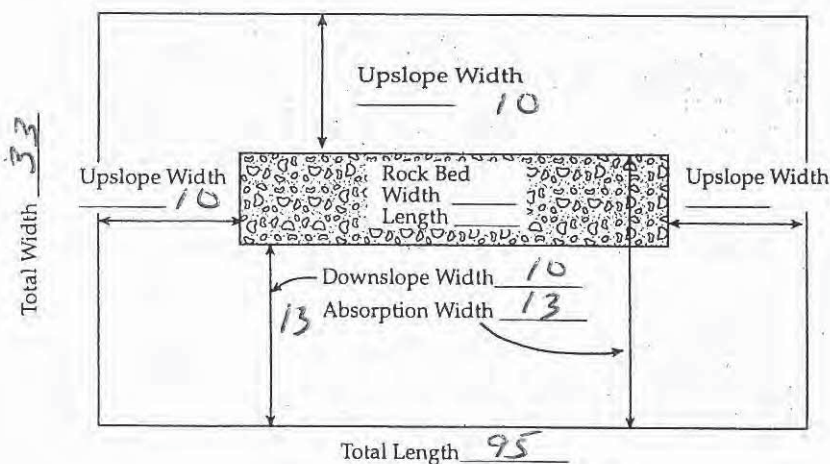 Upslope Width
10
Total Width 33
Upslope Width
10
Rock Bed
Width
Length
Upslope Width
Downslope Width 10
13 Absorption Width 13
Total Length 95